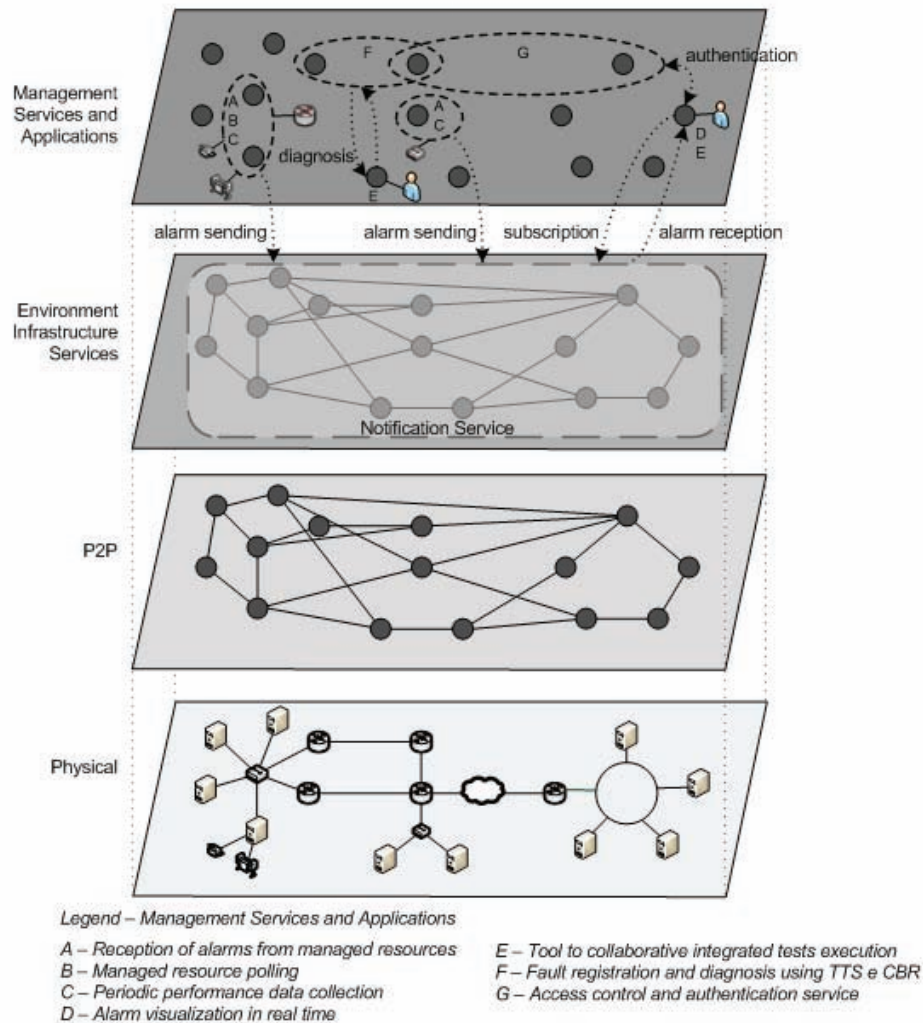 F
G
authentication
A
B
C
A
C
Management
Services and
Applications
D
E
diagnosis
E
alarm sending
alarm sending
subscription
alarm reception
Environment
Infrastructure
Services
Notification Service
P2P
Physical
Legend – Management Services and Applications
A – Reception of alarms from managed resources
B – Managed resource polling
C – Periodic performance data collection
D – Alarm visualization in real time
E – Tool to collaborative integrated tests execution
F – Fault registration and diagnosis using TTS e CBR
G – Access control and authentication service